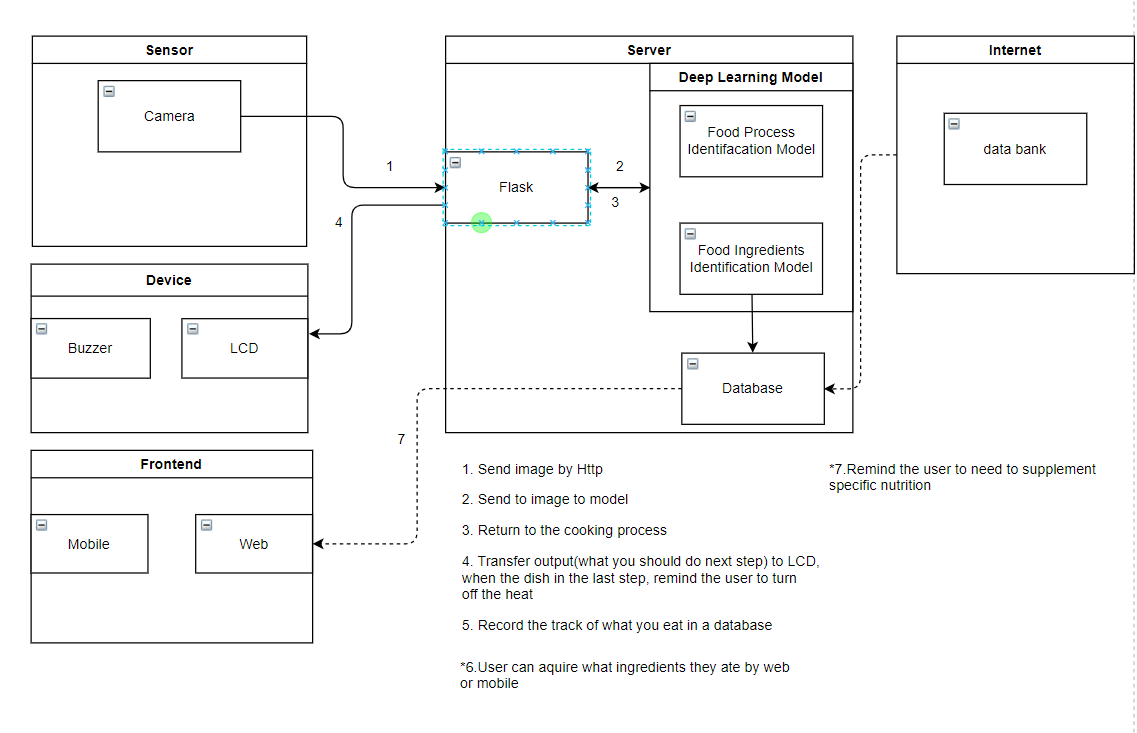 Sensor
Camera
Server
Deep Learning Model
Food Process
Identifacation Model
Food Ingredients
Identification Model
Flask
Database
Internet
data bank
1
2
3
4
Device
Buzzer
LCD
7
Frontend
Mobile
Web
1. Send image by Http
2. Send to image to model
3. Return to the cooking process
4. Transfer output(what you should do next step) to LCD,
when the dish in the last step, remind the user to turn
off the heat
5. Record the track of what you eat in a database
*6.User can aquire what ingredients they ate by web
or mobile
*7.Remind the user to need to supplement
specific nutrition